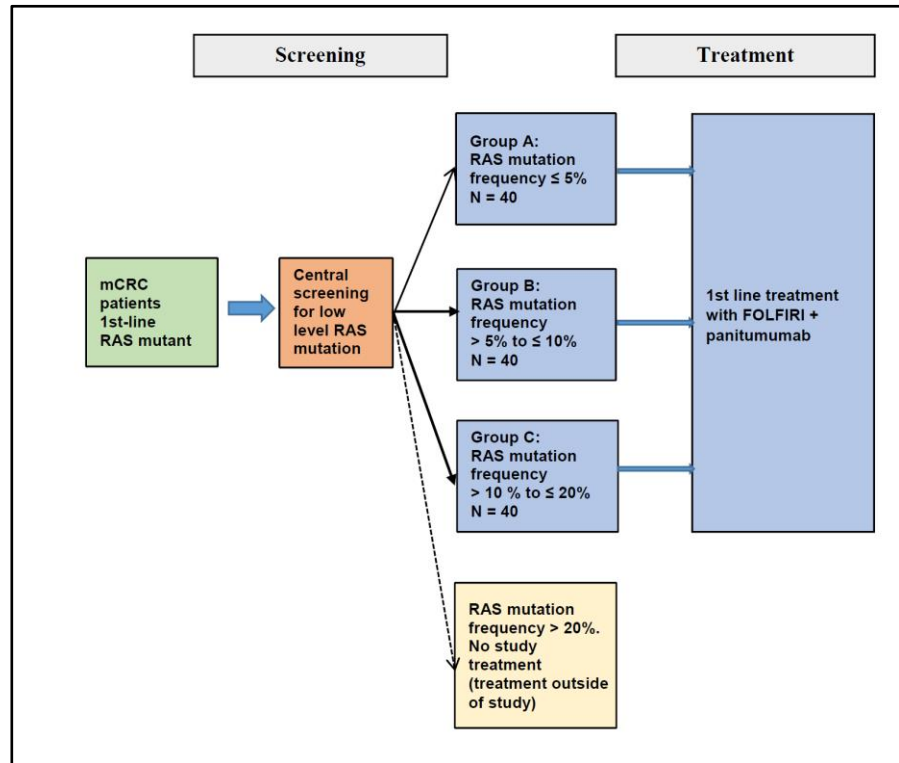 Screening
Treatment
mCRC
patients
1st-line
RAS mutant
Central
screening
for low
level RAS
mutation
Group A:
RAS mutation
frequency ≤ 5%
N = 40
Group B:
RAS mutation
frequency
> 5% to ≤ 10%
N = 40
Group C:
RAS mutation
frequency
> 10 % to ≤ 20%
N = 40
RAS mutation
frequency > 20%.
No study
treatment
(treatment outside
of study)
1st line treatment
with FOLFIRI +
panitumumab